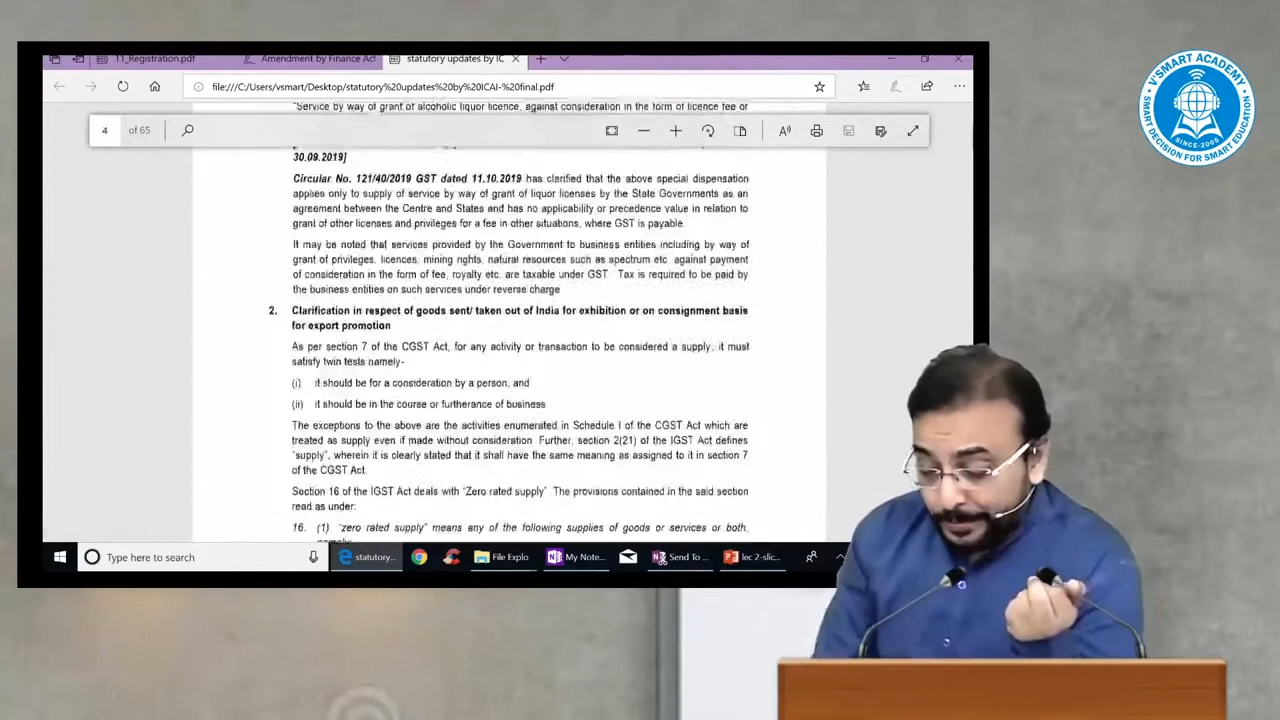 11_Registration.pdf
Amendment by Finance Act
statutory updates by IC
file:///C:/Users/vsmart/Desktop/statutory%20updates%20by%20ICAI-%20final.pdf
"Service by way of grant of alcoholic liquor licence, against consideration in the form of licence fee or
4 of 65
30.09.2019]
Circular No. 121/40/2019 GST dated 11.10.2019 has clarified that the above special dispensation
applies only to supply of service by way of grant of liquor licenses by the State Governments as an
agreement between the Centre and States and has no applicability or precedence value in relation to
grant of other licenses and privileges for a fee in other situations, where GST is payable.
It may be noted that services provided by the Government to business entities including by way of
grant of privileges, licences, mining rights, natural resources such as spectrum etc. against payment
of consideration in the form of fee, royalty etc. are taxable under GST. Tax is required to be paid by
the business entities on such services under reverse charge
2. Clarification in respect of goods sent/ taken out of India for exhibition or on consignment basis
for export promotion
As per section 7 of the CGST Act, for any activity or transaction to be considered a supply, it must
satisfy twin tests namely-
(i) it should be for a consideration by a person, and
(ii) it should be in the course or furtherance of business
The exceptions to the above are the activities enumerated in Schedule I of the CGST Act which are
treated as supply even if made without consideration. Further, section 2(21) of the IGST Act defines
"supply", wherein it is clearly stated that it shall have the same meaning as assigned to it in section 7
of the CGST Act.
Section 16 of the IGST Act deals with "Zero rated supply". The provisions contained in the said section
read as under:
16. (1) "zero rated supply" means any of the following supplies of goods or services or both,
namely:
Type here to search
statutory...
File Explo
My Note...
Send To ...
lec 2-slic...
V'SMART ACADEMY
SINCE-2005
SMART DECISION FOR SMART EDUCATION